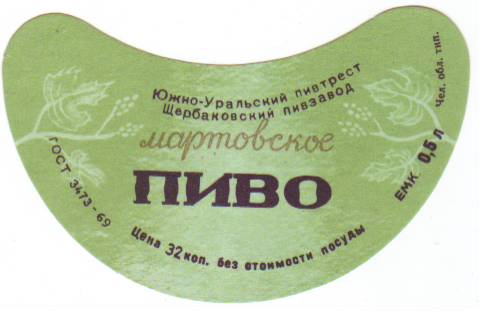 Южно-Уральский пивтрест
Щербаковский пивзавод
мартовское
ПИВО
ГОСТ 3473-69
Цена 32 коп. без стоимости посуды
ЕМК. 0,5 л
Чел. обл. тип.